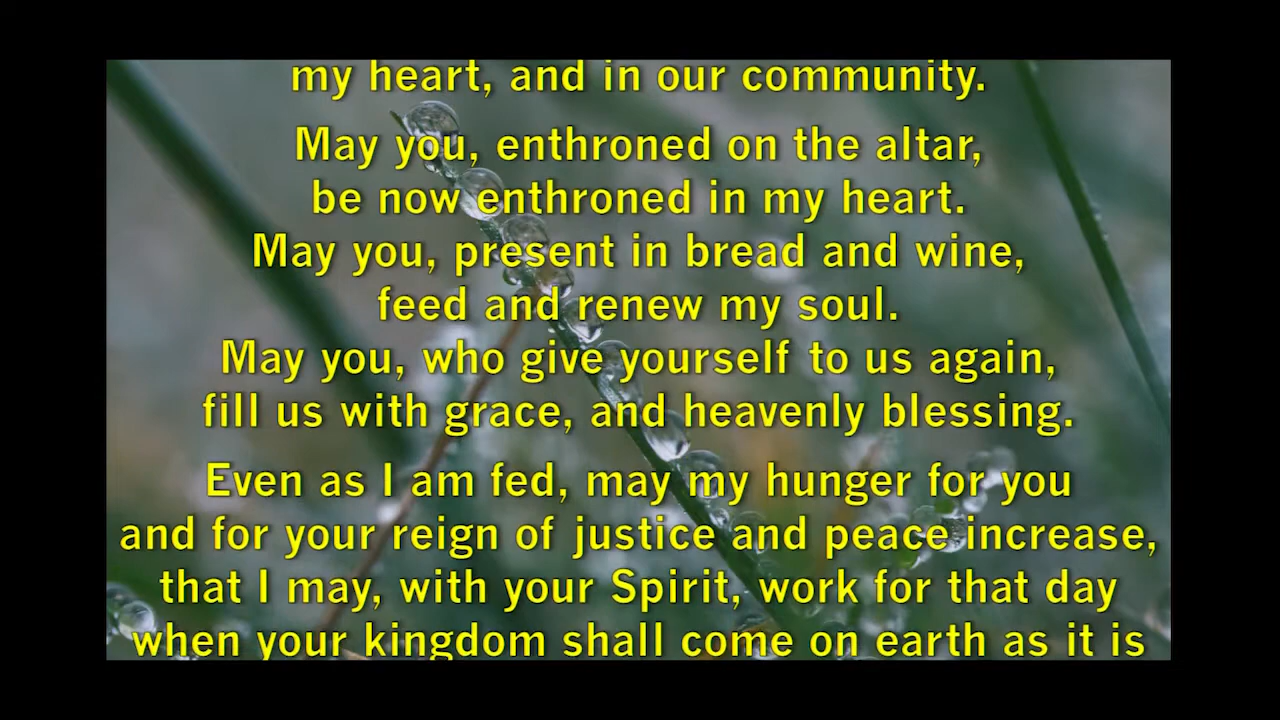 my heart, and in our community.
May you, enthroned on the altar,
be now enthroned in my heart.
May you, present in bread and wine,
feed and renew my soul.
May you, who give yourself to us again,
fill us with grace, and heavenly blessing.
Even as I am fed, may my hunger for you
and for your reign of justice and peace increase,
that I may, with your Spirit, work for that day
when your kingdom shall come on earth as it is